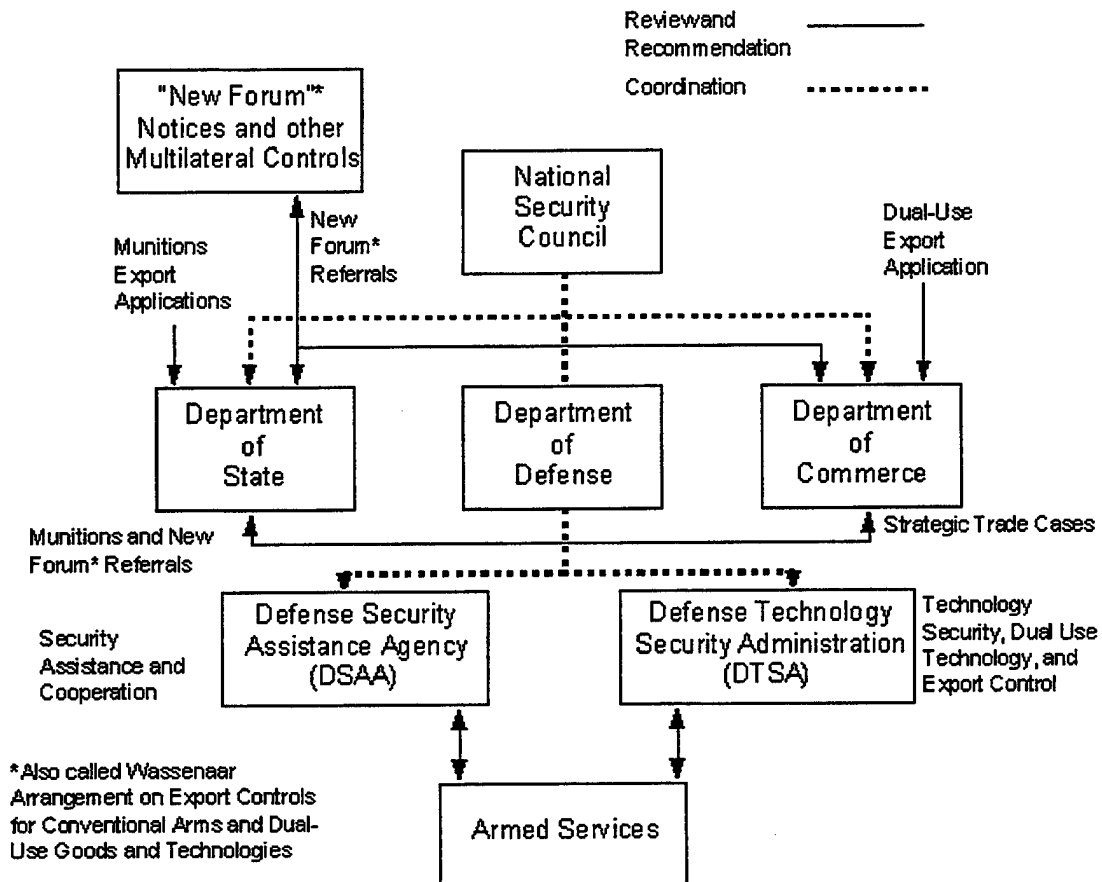 Reviewand
Recommendation
Coordination
"New Forum"*
Notices and other
Multilateral Controls
National
Security
Council
New
Forum*
Referrals
Munitions
Export
Applications
Dual-Use
Export
Application
Department
of
State
Department
of
Defense
Department
of
Commerce
Munitions and New
Forum* Referrals
Strategic Trade Cases
Security
Assistance and
Cooperation
Defense Security
Assistance Agency
(DSAA)
Defense Technology
Security Administration
(DTSA)
Technology
Security, Dual Use
Technology, and
Export Control
*Also called Wassenaar
Arrangement on Export Controls
for Conventional Arms and Dual-
Use Goods and Technologies
Armed Services